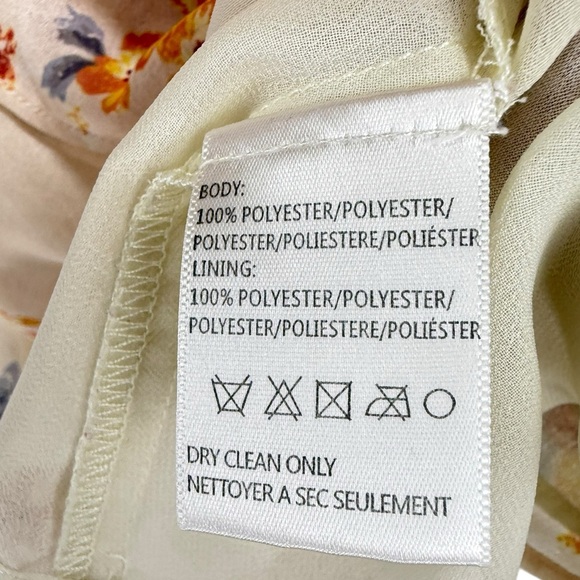 BODY:
100% POLYESTER/POLYESTER/
POLYESTER/POLIESTERE/POLIÉSTER
LINING:
100% POLYESTER/POLYESTER/
POLYESTER/POLIESTERE/POLIÉSTER
DRY CLEAN ONLY
NETTOYER A SEC SEULEMENT